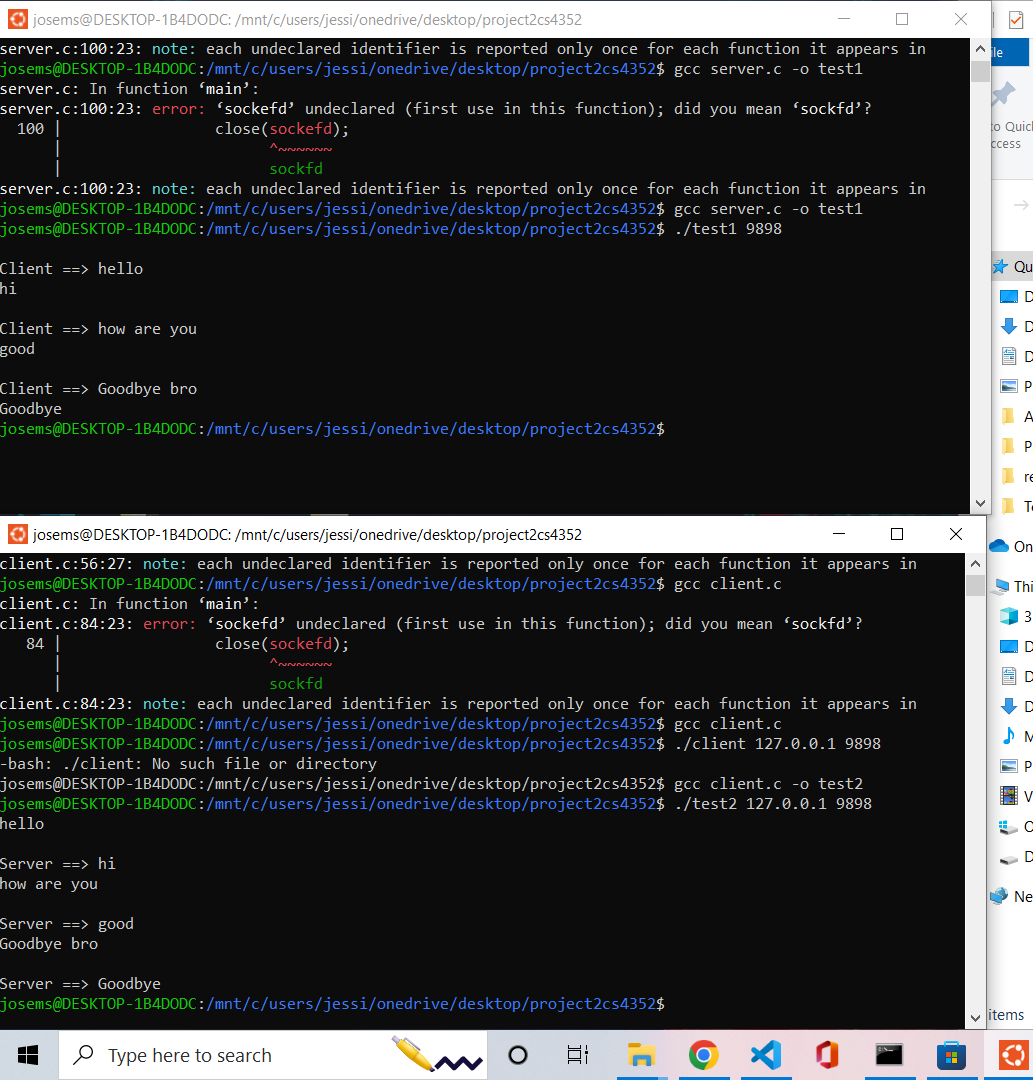 josems@DESKTOP-1B4DODC: /mnt/c/users/jessi/onedrive/desktop/project2cs4352
server.c:100:23: note: each undeclared identifier is reported only once for each function it appears in
josems@DESKTOP-1B4DODC:/mnt/c/users/jessi/onedrive/desktop/project2cs4352$ gcc server.c -o test1
server.c: In function ‘main’:
server.c:100:23: error: ‘sockefd’ undeclared (first use in this function); did you mean ‘sockfd’?
  100 |                 close(sockefd);
      |                       ^~~~~~~
      |                       sockfd
server.c:100:23: note: each undeclared identifier is reported only once for each function it appears in
josems@DESKTOP-1B4DODC:/mnt/c/users/jessi/onedrive/desktop/project2cs4352$ gcc server.c -o test1
josems@DESKTOP-1B4DODC:/mnt/c/users/jessi/onedrive/desktop/project2cs4352$ ./test1 9898
Client ==> hello
hi
Client ==> how are you
good
Client ==> Goodbye bro
Goodbye
josems@DESKTOP-1B4DODC:/mnt/c/users/jessi/onedrive/desktop/project2cs4352$
josems@DESKTOP-1B4DODC: /mnt/c/users/jessi/onedrive/desktop/project2cs4352
client.c:56:27: note: each undeclared identifier is reported only once for each function it appears in
josems@DESKTOP-1B4DODC:/mnt/c/users/jessi/onedrive/desktop/project2cs4352$ gcc client.c
client.c: In function ‘main’:
client.c:84:23: error: ‘sockefd’ undeclared (first use in this function); did you mean ‘sockfd’?
   84 |                 close(sockefd);
      |                       ^~~~~~~
      |                       sockfd
client.c:84:23: note: each undeclared identifier is reported only once for each function it appears in
josems@DESKTOP-1B4DODC:/mnt/c/users/jessi/onedrive/desktop/project2cs4352$ gcc client.c
josems@DESKTOP-1B4DODC:/mnt/c/users/jessi/onedrive/desktop/project2cs4352$ ./client 127.0.0.1 9898
-bash: ./client: No such file or directory
josems@DESKTOP-1B4DODC:/mnt/c/users/jessi/onedrive/desktop/project2cs4352$ gcc client.c -o test2
josems@DESKTOP-1B4DODC:/mnt/c/users/jessi/onedrive/desktop/project2cs4352$ ./test2 127.0.0.1 9898
hello
Server ==> hi
how are you
Server ==> good
Goodbye bro
Server ==> Goodbye
josems@DESKTOP-1B4DODC:/mnt/c/users/jessi/onedrive/desktop/project2cs4352$
items
Type here to search